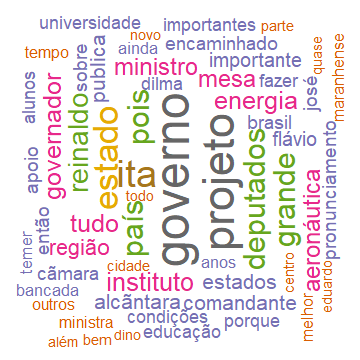 universidade
importantes
novo
parte
tempo
ainda
encaminhado
quase
maranhense
alunos
sobre
publica
ministro
importante
dilma
mesa
fazer
josé
governador
reinaldo
estado
pois
energia
brasil
flávio
pronunciamento
apoio
ita
todo
governo
projeto
deputados
grande
então
tudo
país
aeronáutica
temer
região
cidade
anos
centro
eduardo
câmara
instituto
estados
bancada
outros
alcântara
comandante
melhor
ministra
condições
porque
além
bem
dino
educação